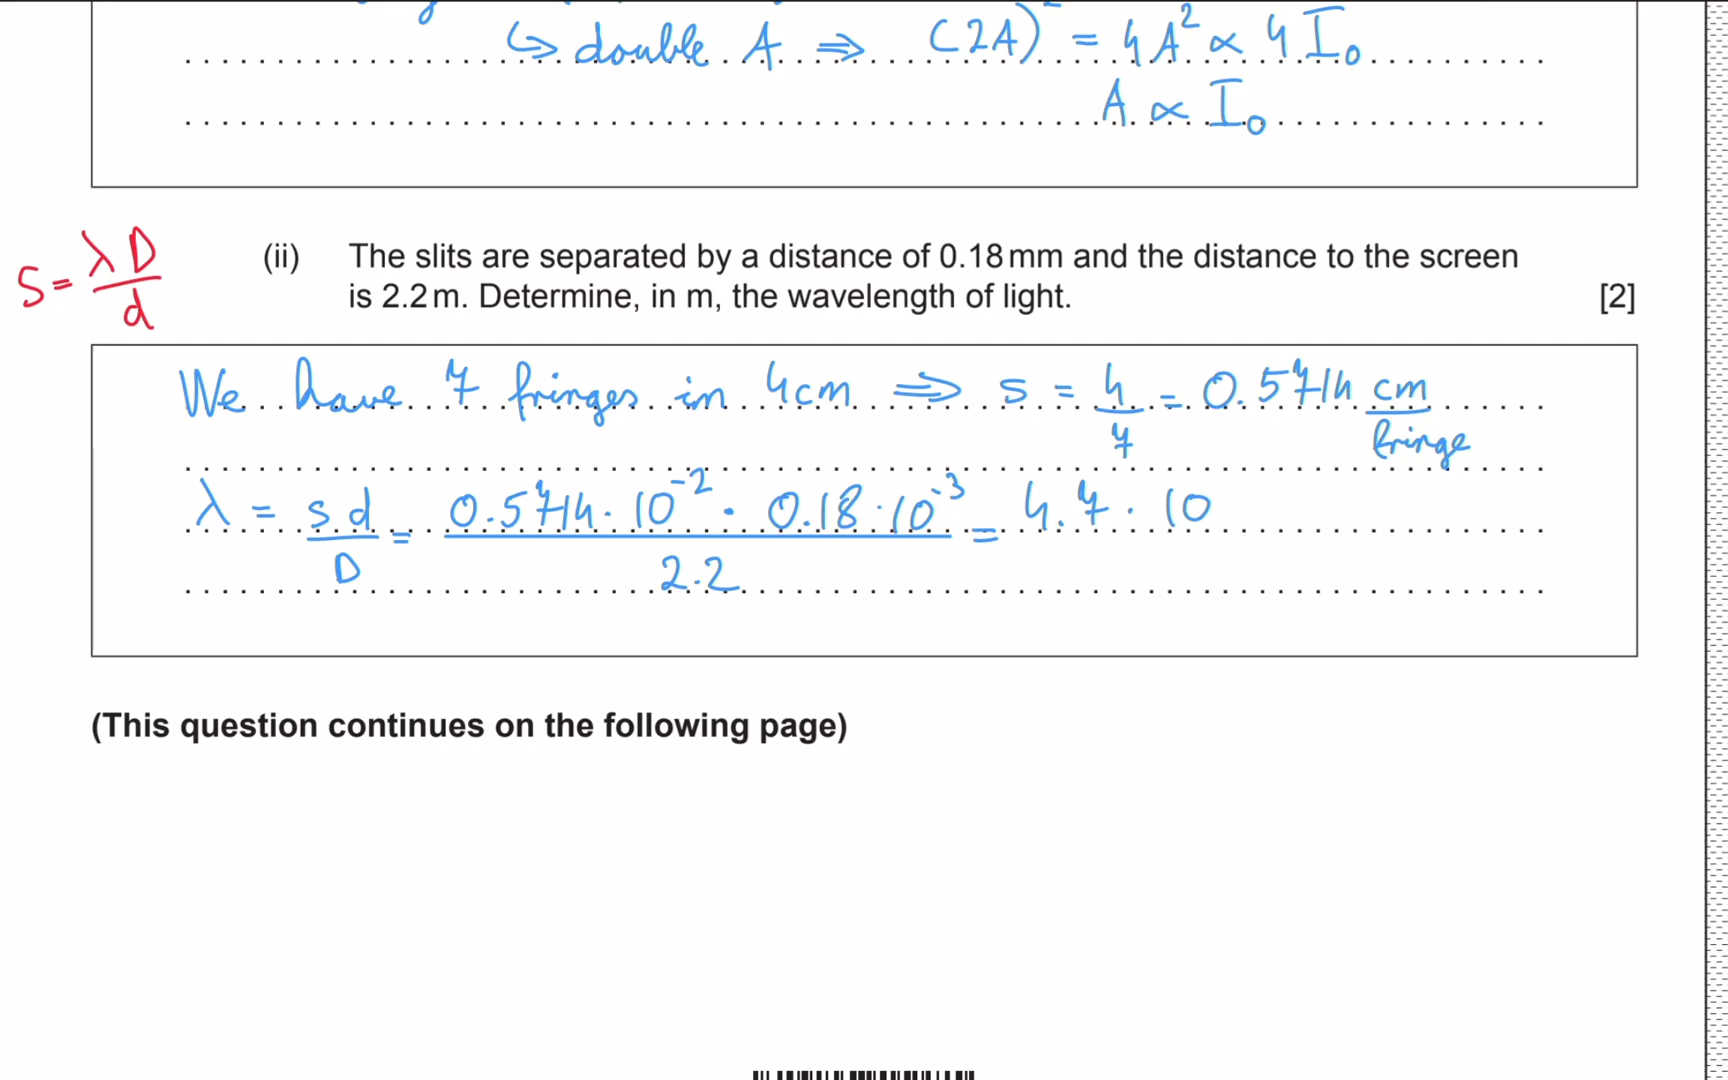 ↳ double A ⇒ (2A)² = 4A² ∝ 4I₀
A ∝ I₀
S = λD/d
(ii) The slits are separated by a distance of 0.18 mm and the distance to the screen
is 2.2 m. Determine, in m, the wavelength of light. [2]
We have 7 fringes in 4cm ⇒ s = 4/7 = 0.5714 cm/fringe
λ = sd/D = 0.5714 · 10⁻² · 0.18 · 10⁻³ / 2.2 = 4.7 · 10
(This question continues on the following page)